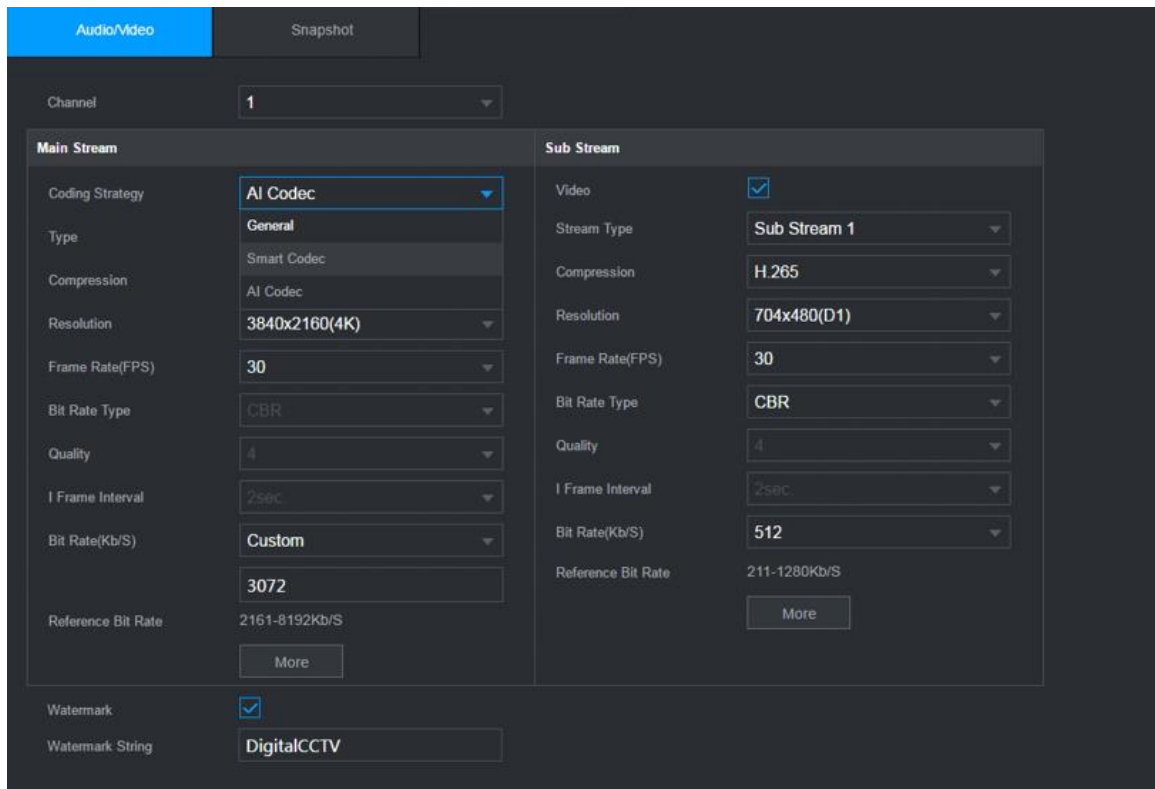 Audio/Video Snapshot
Channel 1
Main Stream
Coding Strategy AI Codec
General
Type
Smart Codec
Compression
AI Codec
Resolution 3840x2160(4K)
Frame Rate(FPS) 30
Bit Rate Type CBR
Quality 4
I Frame Interval 2sec.
Bit Rate(Kb/S) Custom
3072
Reference Bit Rate 2161-8192Kb/S
More
Sub Stream
Video
Stream Type Sub Stream 1
Compression H.265
Resolution 704x480(D1)
Frame Rate(FPS) 30
Bit Rate Type CBR
Quality 4
I Frame Interval 2sec.
Bit Rate(Kb/S) 512
Reference Bit Rate 211-1280Kb/S
More
Watermark
Watermark String DigitalCCTV